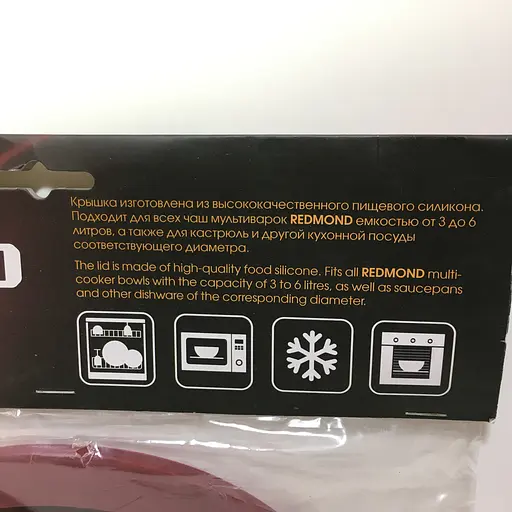 Крышка изготовлена из высококачественного пищевого силикона.
Подходит для всех чаш мультиварок REDMOND емкостью от 3 до 6
литров, а также для кастрюль и другой кухонной посуды
соответствующего диаметра.
The lid is made of high-quality food silicone. Fits all REDMOND multi-
cooker bowls with the capacity of 3 to 6 litres, as well as saucepans
and other dishware of the corresponding diameter.